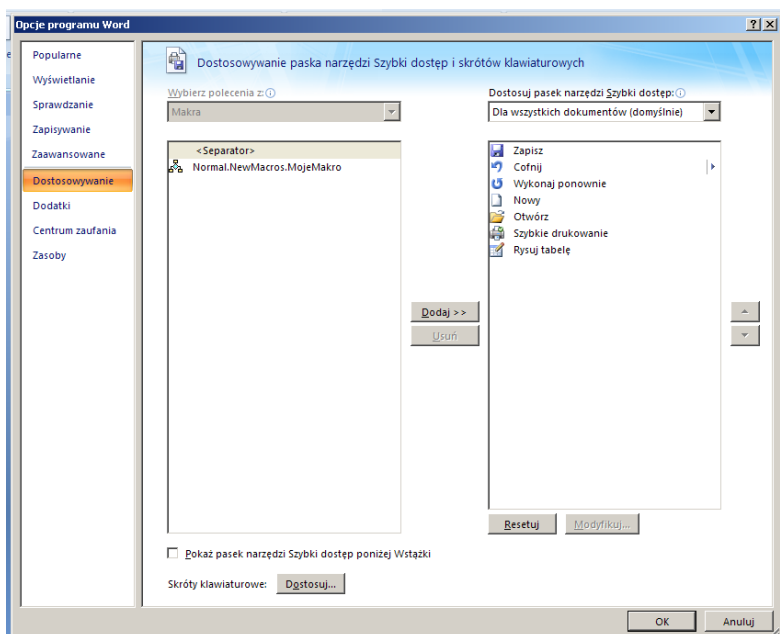 Opcje programu Word
Popularne
Wyświetlanie
Sprawdzanie
Zapisywanie
Zaawansowane
Dostosowywanie
Dodatki
Centrum zaufania
Zasoby
Dostosowywanie paska narzędzi Szybki dostęp i skrótów klawiaturowych
Wybierz polecenia z:
Makra
<Separator>
Normal.NewMacros.MojeMakro
Dodaj >>
Usuń
Dostosuj pasek narzędzi Szybki dostęp:
Dla wszystkich dokumentów (domyślnie)
Zapisz
Cofnij
Wykonaj ponownie
Nowy
Otwórz
Szybkie drukowanie
Rysuj tabelę
Resetuj
Modyfikuj...
Pokaż pasek narzędzi Szybki dostęp poniżej Wstążki
Skróty klawiaturowe:
Dostosuj...
OK
Anuluj